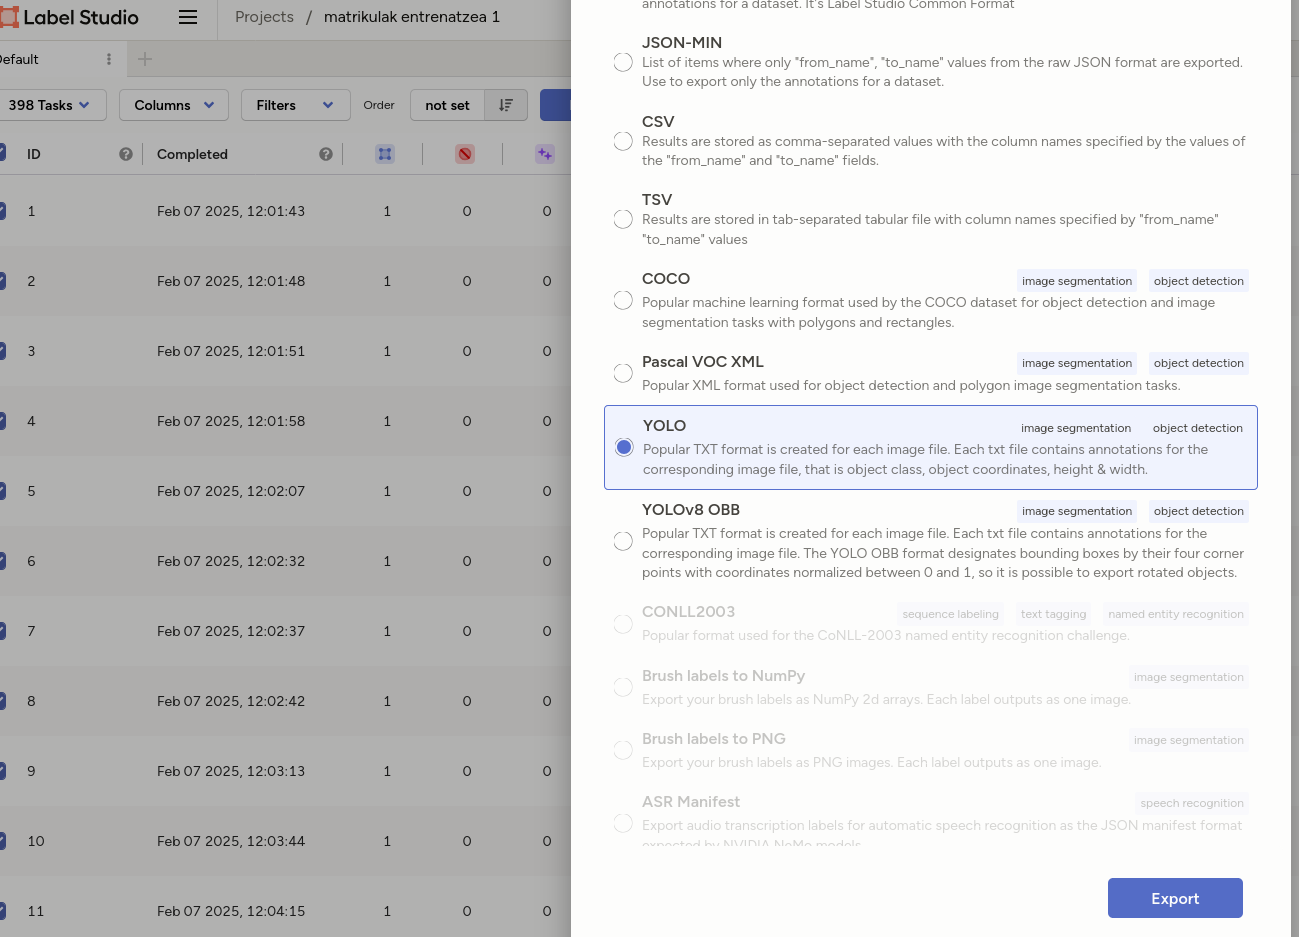 Label Studio
Projects / matrikulak entrenatzea 1
398 Tasks
Columns
Filters
Order
not set
ID
Completed
1 Feb 07 2025, 12:01:43 1 0 0
2 Feb 07 2025, 12:01:48 1 0 0
3 Feb 07 2025, 12:01:51 1 0 0
4 Feb 07 2025, 12:01:58 1 0 0
5 Feb 07 2025, 12:02:07 1 0 0
6 Feb 07 2025, 12:02:32 1 0 0
7 Feb 07 2025, 12:02:37 1 0 0
8 Feb 07 2025, 12:02:42 1 0 0
9 Feb 07 2025, 12:03:13 1 0 0
10 Feb 07 2025, 12:03:44 1 0 0
11 Feb 07 2025, 12:04:15 1 0 0
annotations for a dataset. It's Label Studio Common Format
JSON-MIN
List of items where only "from_name", "to_name" values from the raw JSON format are exported.
Use to export only the annotations for a dataset.
CSV
Results are stored as comma-separated values with the column names specified by the values of
the "from_name" and "to_name" fields.
TSV
Results are stored in tab-separated tabular file with column names specified by "from_name"
"to_name" values
COCO image segmentation object detection
Popular machine learning format used by the COCO dataset for object detection and image
segmentation tasks with polygons and rectangles.
Pascal VOC XML image segmentation object detection
Popular XML format used for object detection and polygon image segmentation tasks.
YOLO image segmentation object detection
Popular TXT format is created for each image file. Each txt file contains annotations for the
corresponding image file, that is object class, object coordinates, height & width.
YOLOv8 OBB image segmentation object detection
Popular TXT format is created for each image file. Each txt file contains annotations for the
corresponding image file. The YOLO OBB format designates bounding boxes by their four corner
points with coordinates normalized between 0 and 1, so it is possible to export rotated objects.
CONLL2003 sequence labeling text tagging named entity recognition
Popular format used for the CoNLL-2003 named entity recognition challenge.
Brush labels to NumPy image segmentation
Export your brush labels as NumPy 2d arrays. Each label outputs as one image.
Brush labels to PNG image segmentation
Export your brush labels as PNG images. Each label outputs as one image.
ASR Manifest speech recognition
Export audio transcription labels for automatic speech recognition as the JSON manifest format
expected by NVIDIA NeMo models.
Export